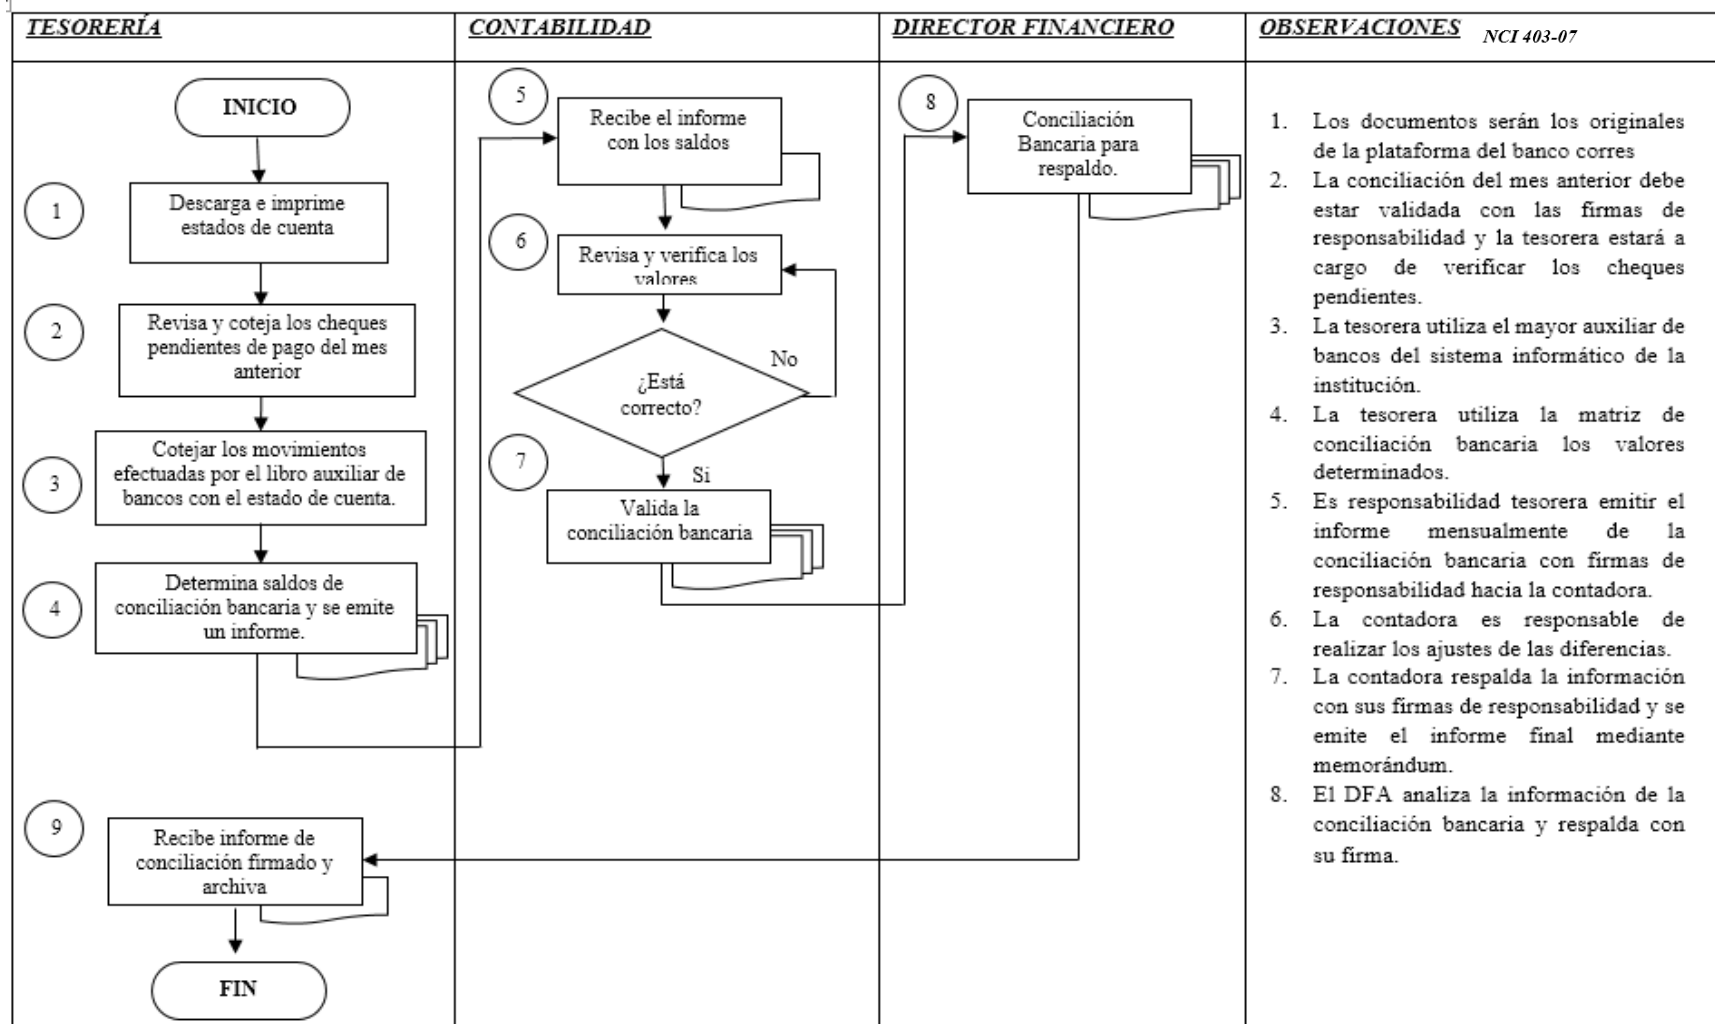 TESORERÍA
INICIO
1
Descarga e imprime
estados de cuenta
2
Revisa y coteja los cheques
pendientes de pago del mes
anterior
3
Cotejar los movimientos
efectuadas por el libro auxiliar de
bancos con el estado de cuenta.
4
Determina saldos de
conciliación bancaria y se emite
un informe.
9
Recibe informe de
conciliación firmado y
archiva
FIN
CONTABILIDAD
5
Recibe el informe
con los saldos
6
Revisa y verifica los
valores
¿Está
correcto?
No
7
Si
Valida la
conciliación bancaria
DIRECTOR FINANCIERO
8
Conciliación
Bancaria para
respaldo.
OBSERVACIONES NCI 403-07
1. Los documentos serán los originales
de la plataforma del banco corres
2. La conciliación del mes anterior debe
estar validada con las firmas de
responsabilidad y la tesorera estará a
cargo de verificar los cheques
pendientes.
3. La tesorera utiliza el mayor auxiliar de
bancos del sistema informático de la
institución.
4. La tesorera utiliza la matriz de
conciliación bancaria los valores
determinados.
5. Es responsabilidad tesorera emitir el
informe mensualmente de la
conciliación bancaria con firmas de
responsabilidad hacia la contadora.
6. La contadora es responsable de
realizar los ajustes de las diferencias.
7. La contadora respalda la información
con sus firmas de responsabilidad y se
emite el informe final mediante
memorándum.
8. El DFA analiza la información de la
conciliación bancaria y respalda con
su firma.